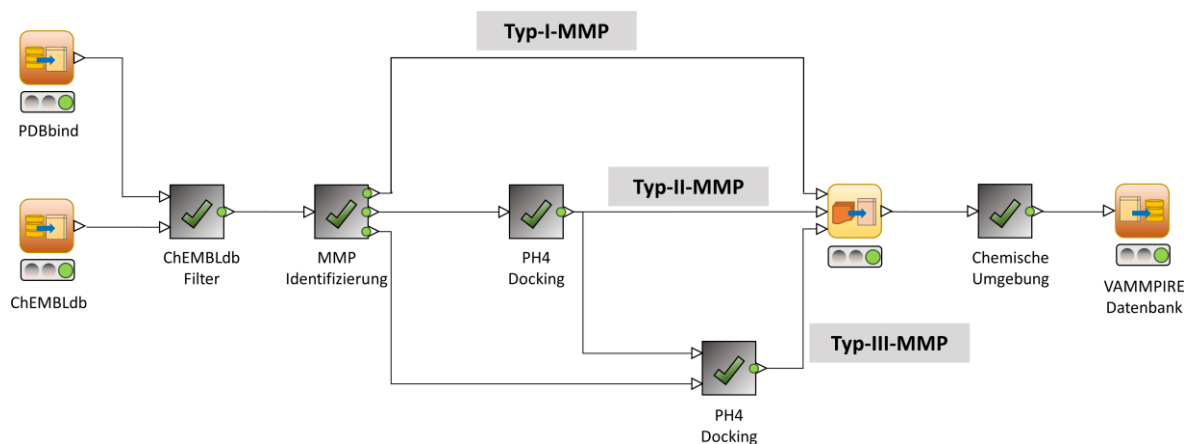 Typ-I-MMP
PDBbind
Typ-II-MMP
ChEMBLdb
Filter
MMP
Identifizierung
PH4
Docking
Chemische
Umgebung
VAMMPIRE
Datenbank
ChEMBLdb
Typ-III-MMP
PH4
Docking